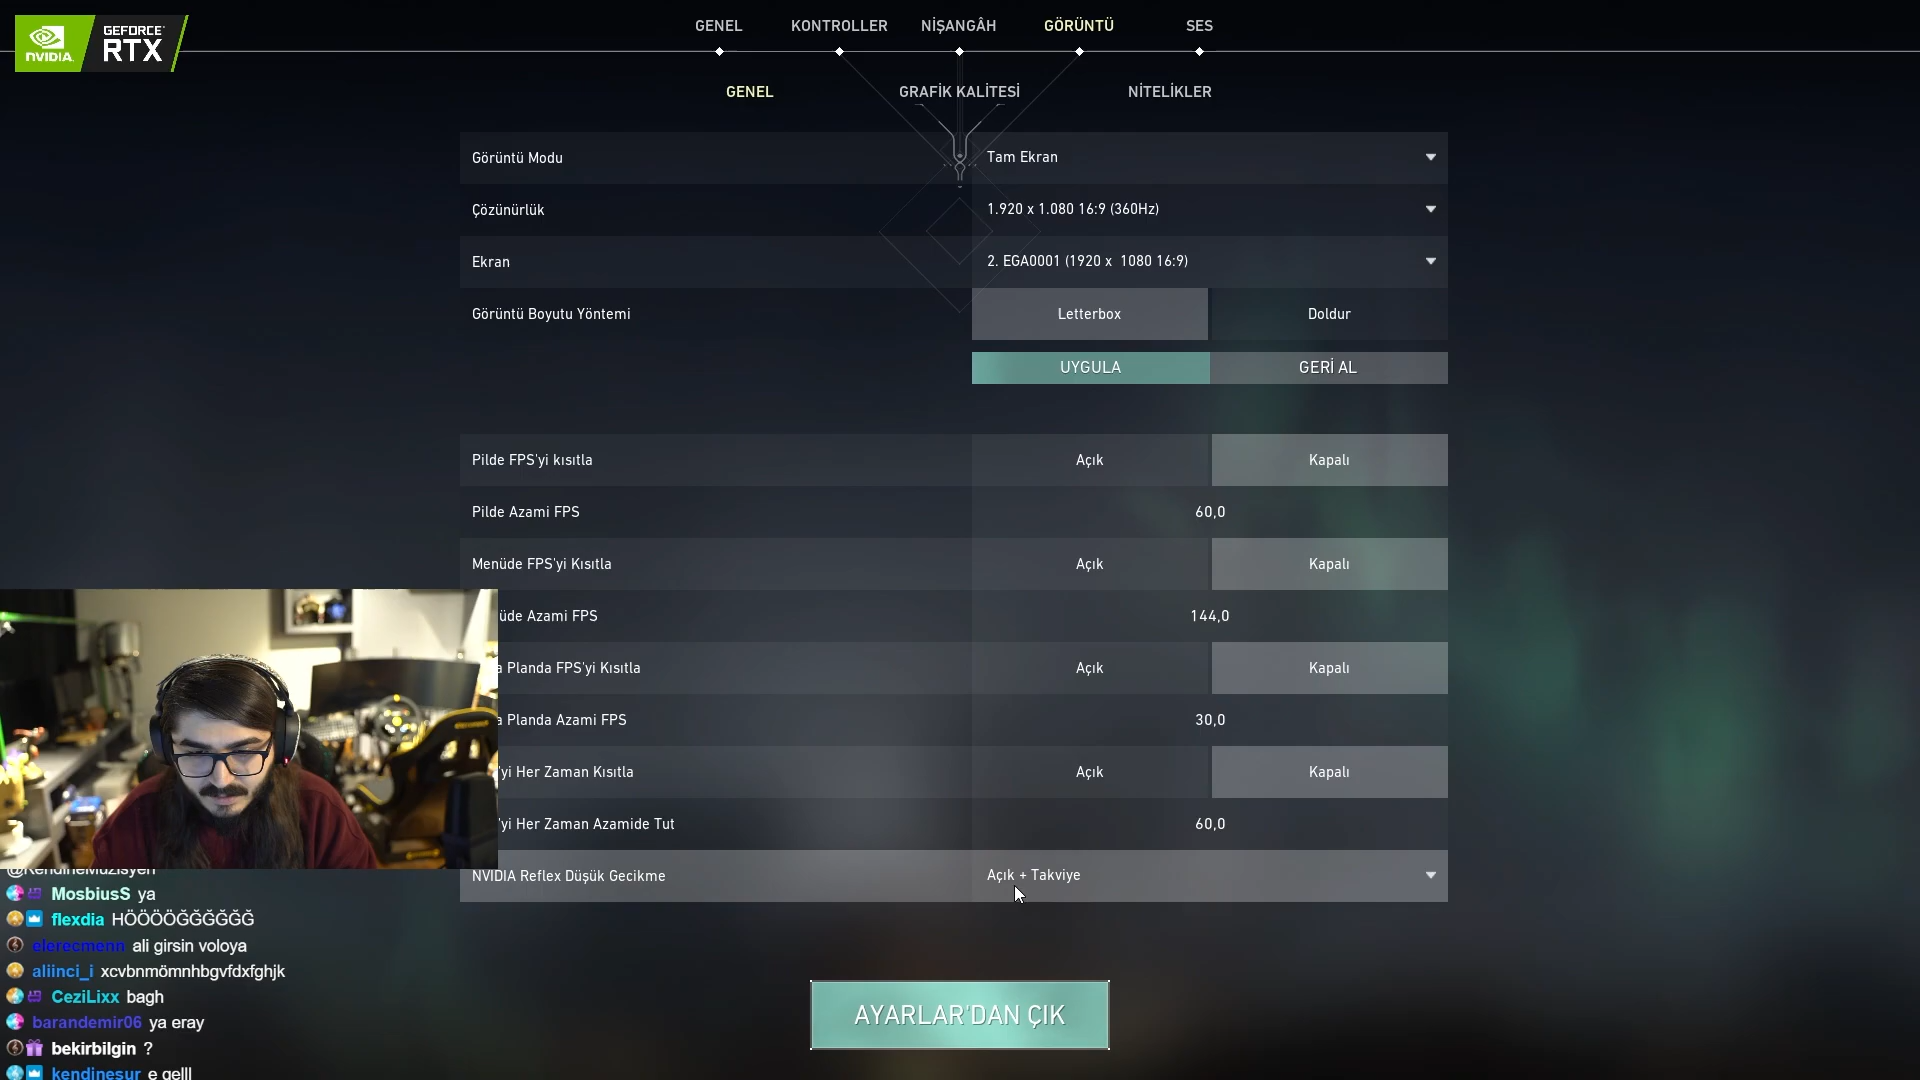 NVIDIA.
GEFORCE
RTX
GENEL KONTROLLER NİŞANGÂH GÖRÜNTÜ SES
GENEL GRAFİK KALİTESİ NİTELİKLER
Görüntü Modu Tam Ekran
Çözünürlük 1.920 x 1.080 16:9 (360Hz)
Ekran 2. EGA0001 (1920 x 1080 16:9)
Görüntü Boyutu Yöntemi Letterbox Doldur
UYGULA GERİ AL
Pilde FPS'yi kısıtla Açık Kapalı
Pilde Azami FPS 60,0
Menüde FPS'yi Kısıtla Açık Kapalı
üde Azami FPS 144,0
a Planda FPS'yi Kısıtla Açık Kapalı
a Planda Azami FPS 30,0
'yi Her Zaman Kısıtla Açık Kapalı
'yi Her Zaman Azamide Tut 60,0
NVIDIA Reflex Düşük Gecikme Açık + Takviye
@KendineMuzisyen
MosbiusS ya
flexdia HÖÖÖÖĞĞĞĞĞĞ
elerecmenn ali girsin voloya
aliinci_i xcvbnmömnhbgvfdxfghjk
CeziLixx bagh
barandemir06 ya eray
bekirbilgin ?
kendinesur e gelll
AYARLAR'DAN ÇIK